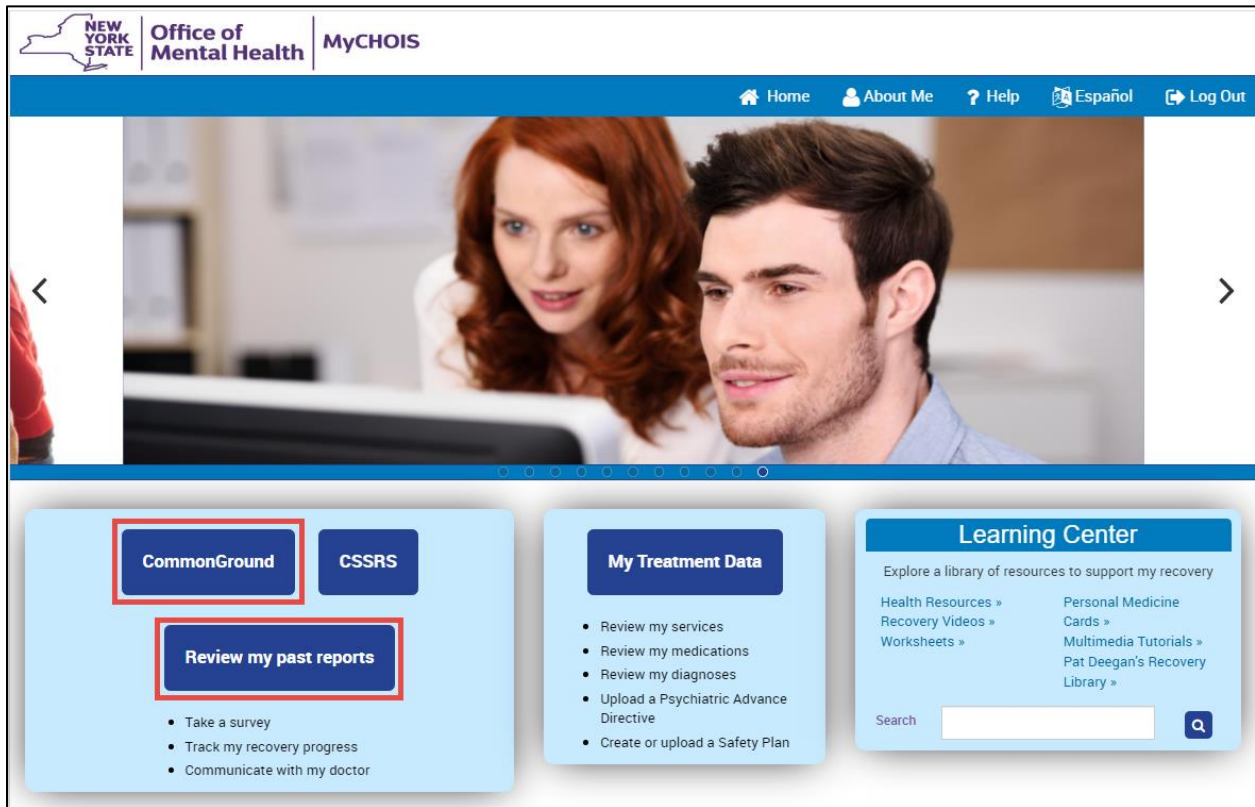 NEW
YORK
STATE
Office of
Mental Health
MyCHOIS
Home About Me ? Help Español Log Out
CommonGround
CSSRS
Review my past reports
• Take a survey
• Track my recovery progress
• Communicate with my doctor
My Treatment Data
• Review my services
• Review my medications
• Review my diagnoses
• Upload a Psychiatric Advance
Directive
• Create or upload a Safety Plan
Learning Center
Explore a library of resources to support my recovery
Health Resources »
Recovery Videos »
Worksheets »
Personal Medicine
Cards »
Multimedia Tutorials »
Pat Deegan's Recovery
Library »
Search